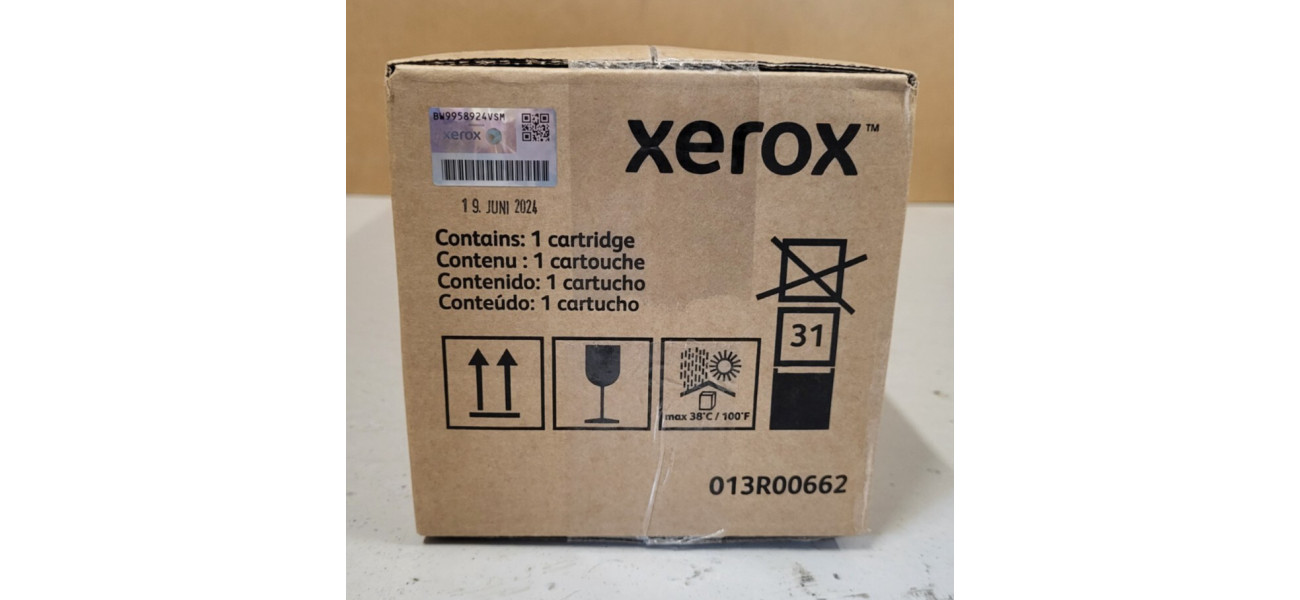 BW9958924VSM
xerox
xerox™
19. JUNI 2024
Contains: 1 cartridge
Contenu : 1 cartouche
Contenido: 1 cartucho
Conteúdo: 1 cartucho
31
max 38°C / 100°F
013R00662